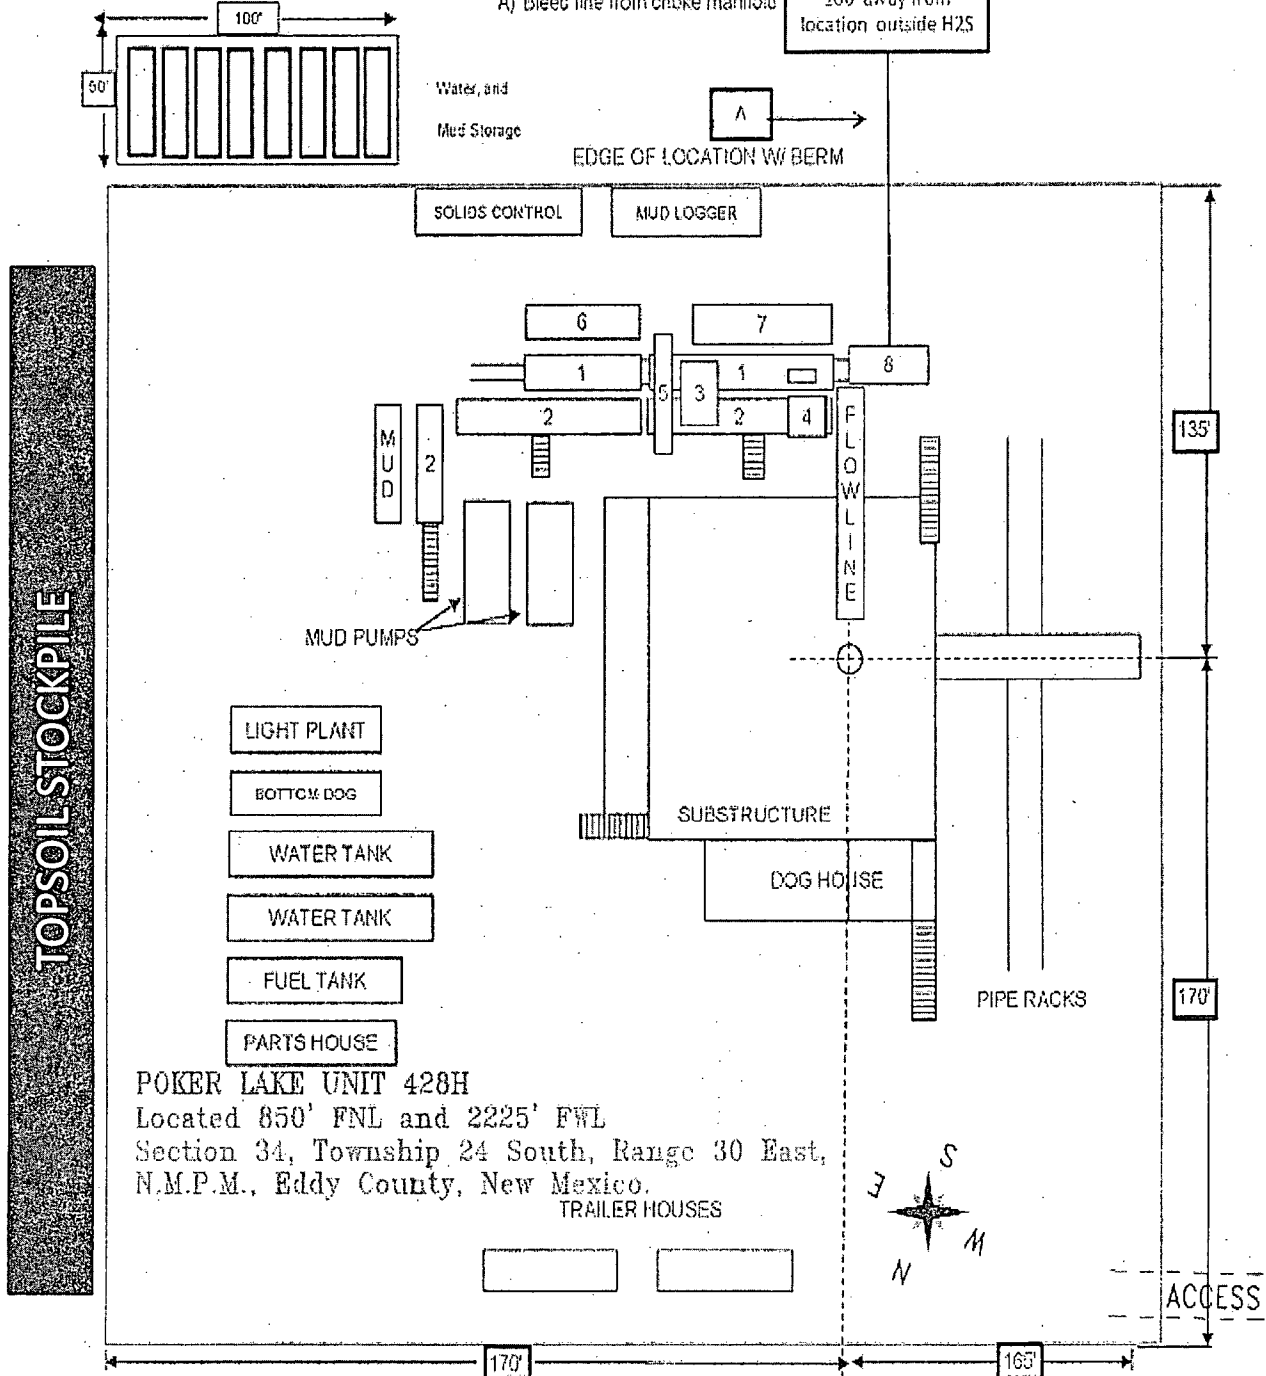 A) Bleed line from choke manifold
away from
location outside H2S
100'
50'
Water, and
Mud Storage
A
EDGE OF LOCATION W/ BERM
SOLIDS CONTROL
MUD LOGGER
6
7
1
1
8
5
3
2
2
4
MUD
2
FLOWLINE
135'
MUD PUMPS
TOPSOIL STOCKPILE
LIGHT PLANT
BOTTOM DOG
SUBSTRUCTURE
WATER TANK
DOG HOUSE
WATER TANK
FUEL TANK
PIPE RACKS
170'
PARTS HOUSE
POKER LAKE UNIT 428H
Located 850' FNL and 2225' FWL
Section 34, Township 24 South, Range 30 East,
N.M.P.M., Eddy County, New Mexico.
TRAILER HOUSES
S
E
W
N
ACCESS
170'
165'